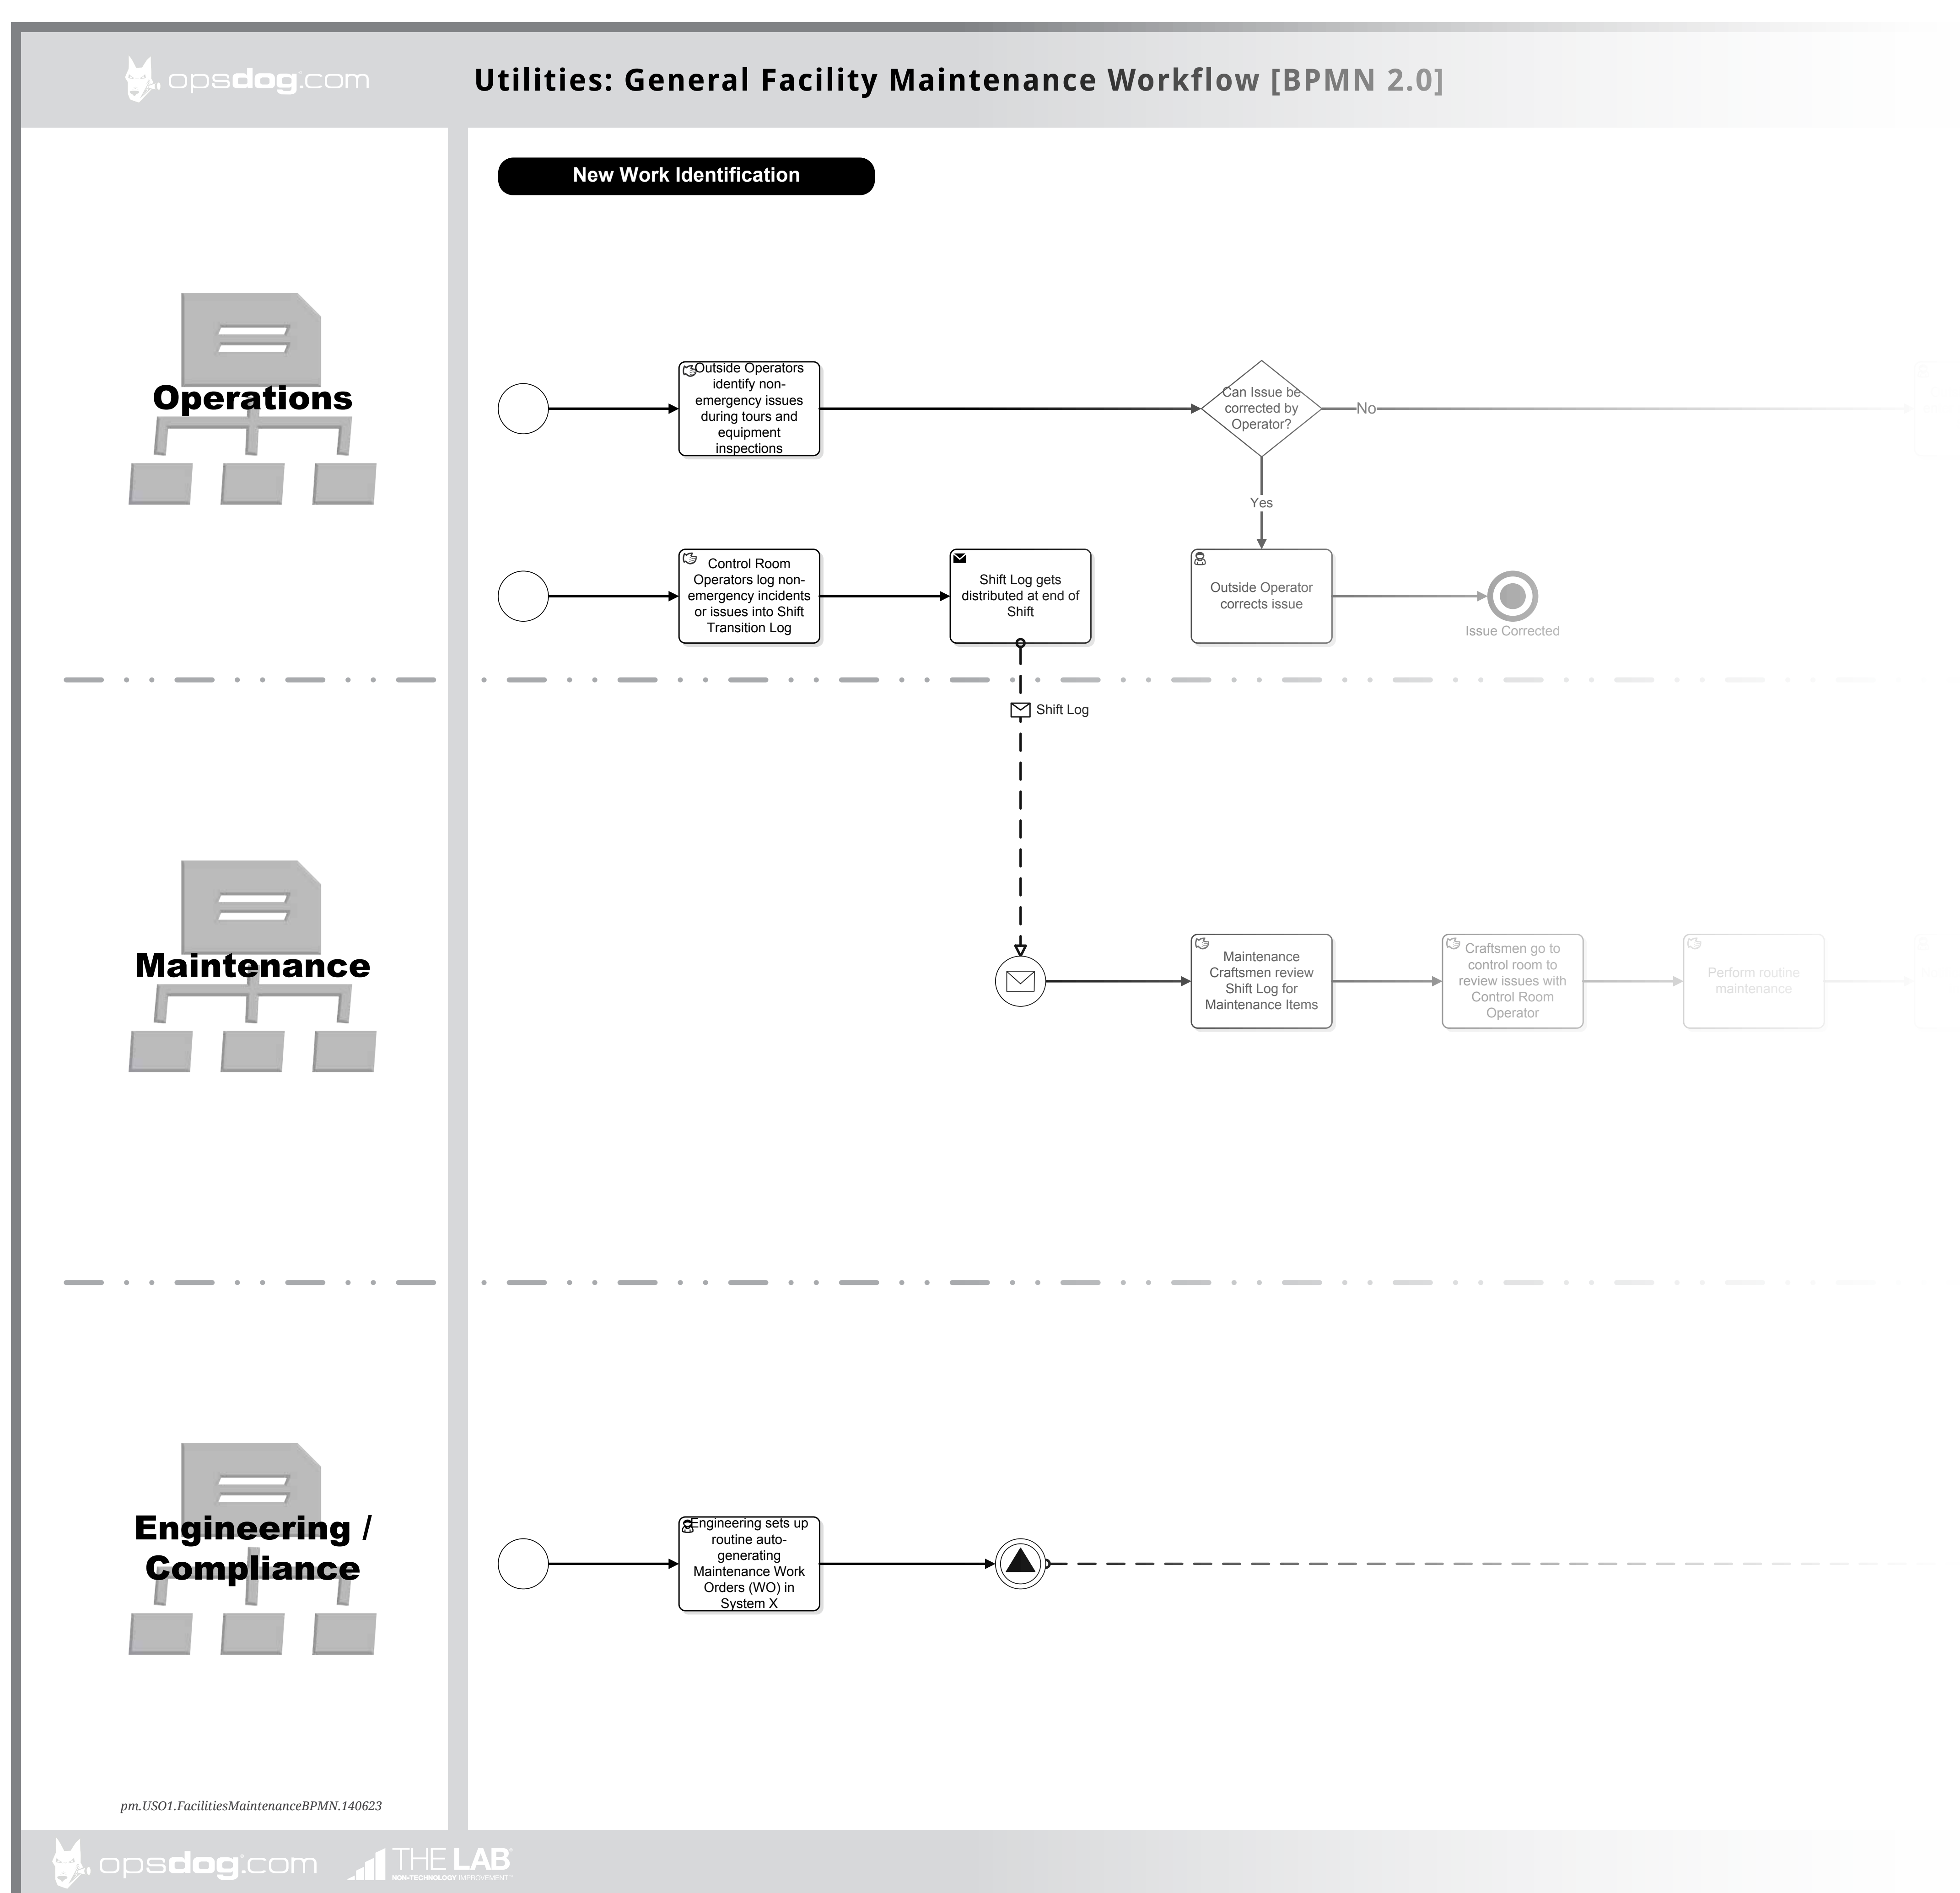 opsdog.com
Utilities: General Facility Maintenance Workflow [BPMN 2.0]
New Work Identification
Operations
Outside Operators
identify non-
emergency issues
during tours and
equipment
inspections
Can Issue be
corrected by
Operator?
No
Yes
Control Room
Operators log non-
emergency incidents
or issues into Shift
Transition Log
Shift Log gets
distributed at end of
Shift
Outside Operator
corrects issue
Issue Corrected
Shift Log
Maintenance
Maintenance
Craftsmen review
Shift Log for
Maintenance Items
Craftsmen go to
control room to
review issues with
Control Room
Operator
Perform routine
maintenance
Engineering /
Compliance
Engineering sets up
routine auto-
generating
Maintenance Work
Orders (WO) in
System X
pm.USO1.FacilitiesMaintenanceBPMN.140623
opsdog.com
THE LAB
NON-TECHNOLOGY IMPROVEMENT